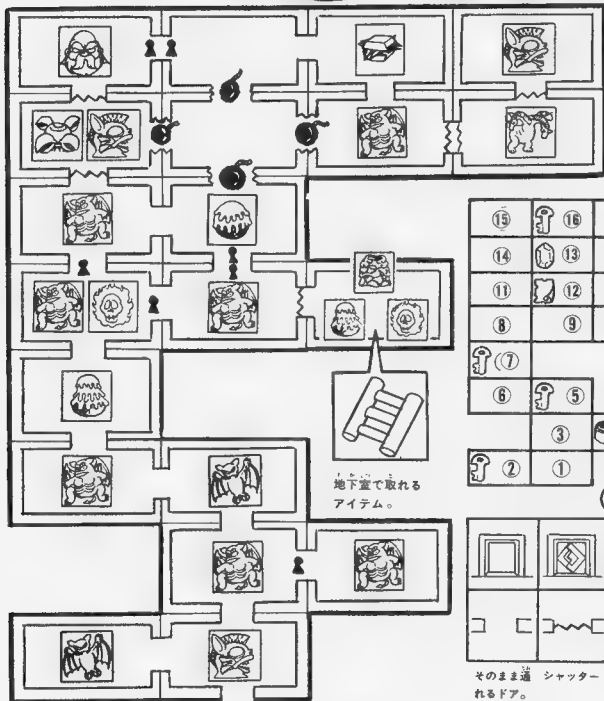 ⑮ ⑯
⑭ ⑬
⑪ ⑫
⑧ ⑨
⑦
⑥ ⑤
③
② ①
地下室で取れる
アイテム。
そのまま通 シャッター
れるドア。